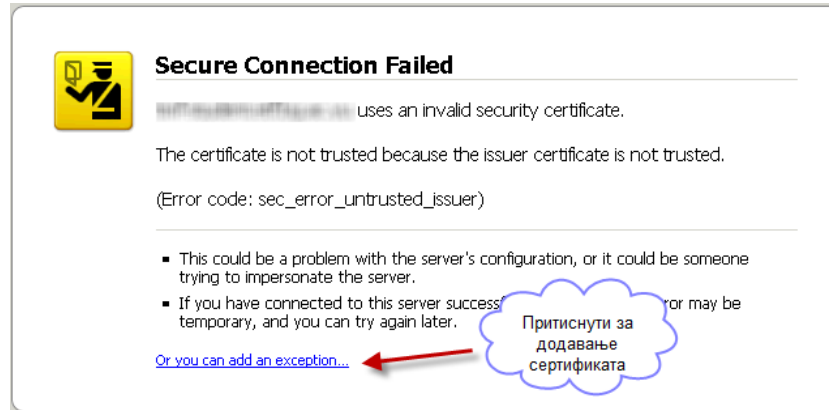 Secure Connection Failed
uses an invalid security certificate.
The certificate is not trusted because the issuer certificate is not trusted.
(Error code: sec_error_untrusted_issuer)
This could be a problem with the server's configuration, or it could be someone
trying to impersonate the server.
If you have connected to this server
ror may be
temporary, and you can try again later.
Or you can add an exception...
Притиснути за
додавање
сертификата